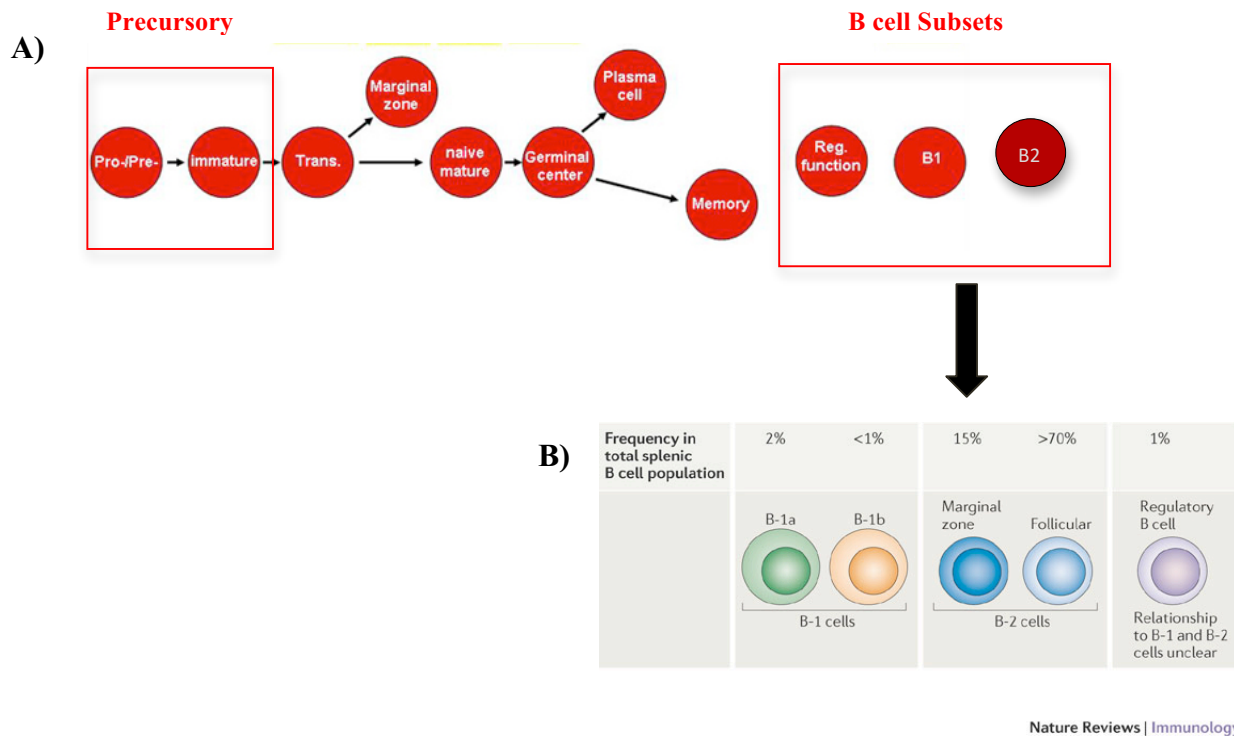 Precursory
B cell Subsets
A)
Marginal
zone
Plasma
cell
Pro-/Pre-
immature
Trans.
naive
mature
Germinal
center
Memory
Reg.
function
B1
B2
B)
Frequency in
total splenic
B cell population
2%
<1%
15%
>70%
1%
B-1a
B-1b
Marginal
zone
Follicular
Regulatory
B cell
B-1 cells
B-2 cells
Relationship
to B-1 and B-2
cells unclear
Nature Reviews | Immunology